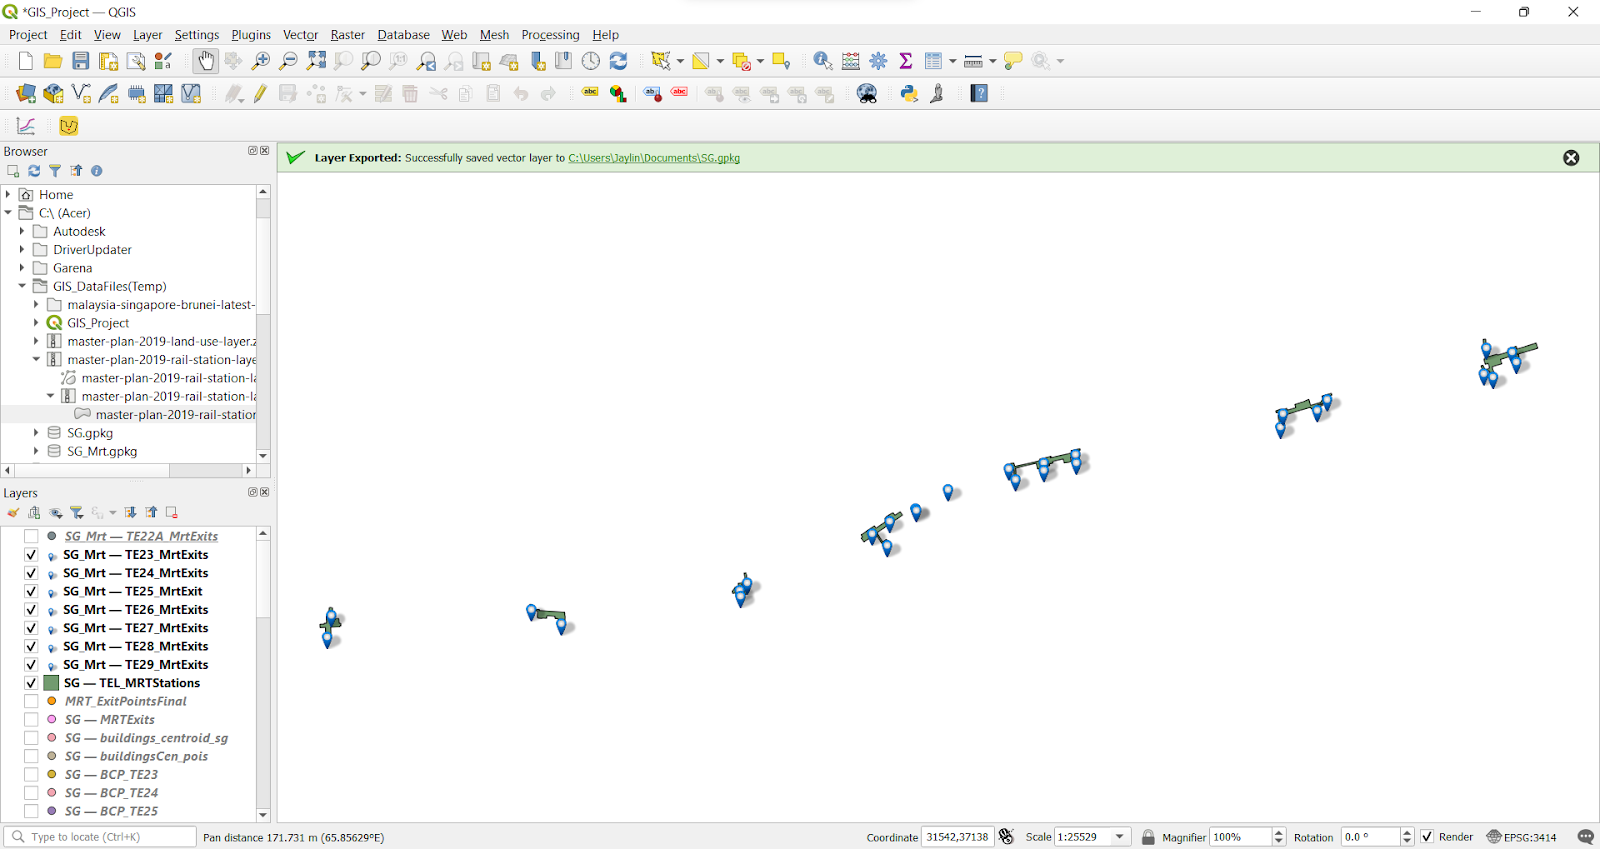 *GIS_Project — QGIS
Project Edit View Layer Settings Plugins Vector Raster Database Web Mesh Processing Help
abc abc abc
Browser
Layer Exported: Successfully saved vector layer to C:\Users\Jaylin\Documents\SG.gpkg
Home
C:\ (Acer)
Autodesk
DriverUpdater
Garena
GIS_DataFiles(Temp)
malaysia-singapore-brunei-latest-
GIS_Project
master-plan-2019-land-use-layer.z
master-plan-2019-rail-station-laye
master-plan-2019-rail-station-la
master-plan-2019-rail-station-la
master-plan-2019-rail-station
SG.gpkg
SG_Mrt.gpkg
Layers
SG_Mrt — TE22A_MrtExits
SG_Mrt — TE23_MrtExits
SG_Mrt — TE24_MrtExits
SG_Mrt — TE25_MrtExit
SG_Mrt — TE26_MrtExits
SG_Mrt — TE27_MrtExits
SG_Mrt — TE28_MrtExits
SG_Mrt — TE29_MrtExits
SG — TEL_MRTStations
MRT_ExitPointsFinal
SG — MRTExits
SG — buildings_centroid_sg
SG — buildingsCen_pois
SG — BCP_TE23
SG — BCP_TE24
SG — BCP_TE25
Type to locate (Ctrl+K) Pan distance 171.731 m (65.85629°E) Coordinate 31542,37138 Scale 1:25529 Magnifier 100% Rotation 0.0 ° Render EPSG:3414